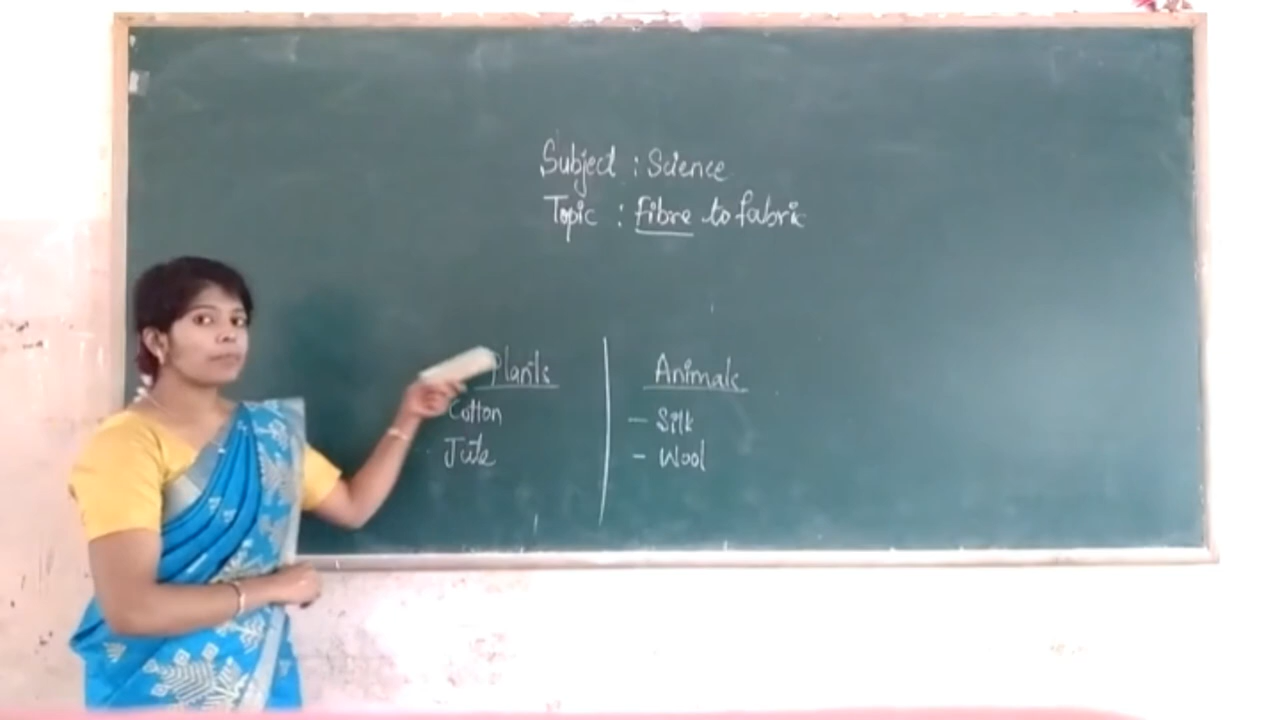 Subject : Science
Topic : Fibre to fabric
Plants
Cotton
Jute
Animals
- Silk
- Wool